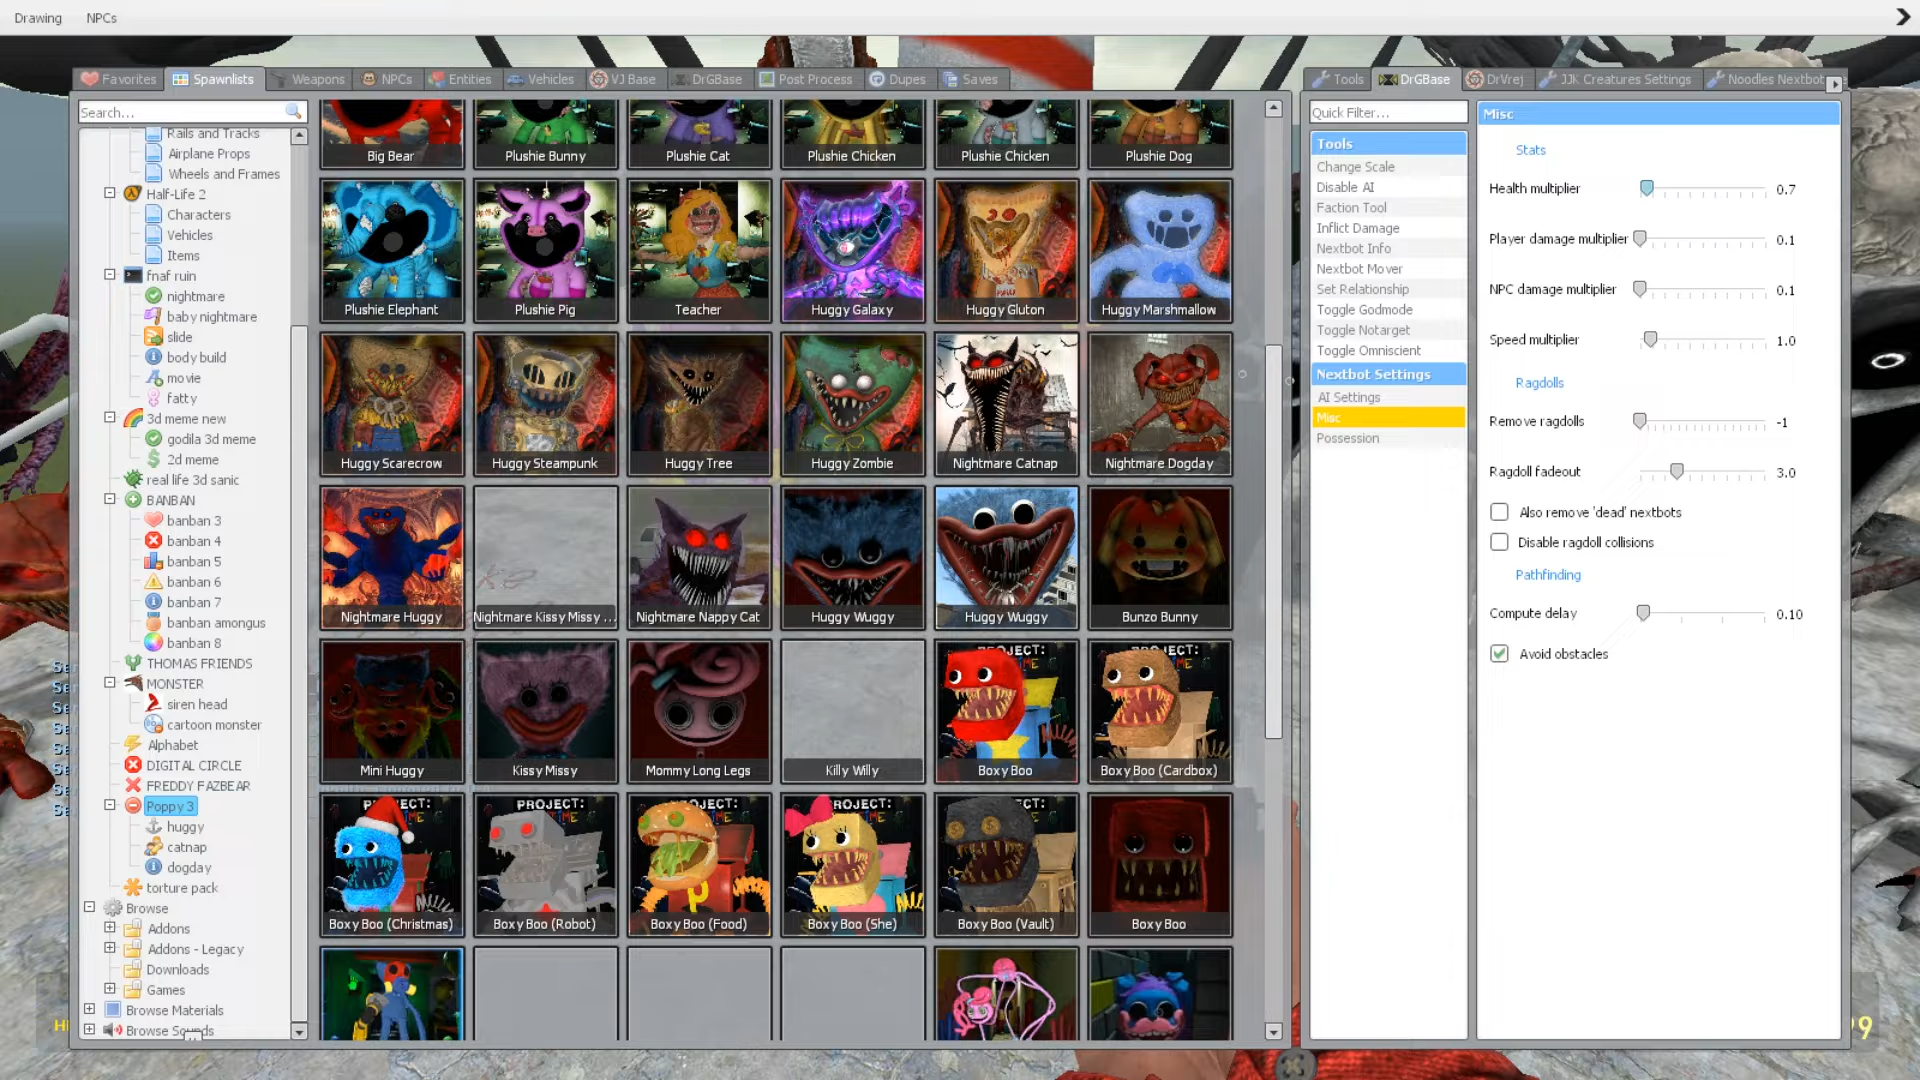 Drawing NPCs
Favorites Spawnlists Weapons NPCs Entities Vehicles VJ Base DrGBase Post Process Dupes Saves
Tools DrGBase DrVrej JJK Creatures Settings Noodles Nextbot
Search...
Rails and Tracks
Airplane Props
Wheels and Frames
Half-Life 2
Characters
Vehicles
Items
fnaf ruin
nightmare
baby nightmare
slide
body build
movie
fatty
3d meme new
godila 3d meme
2d meme
real life 3d sanic
BANBAN
banban 3
banban 4
banban 5
banban 6
banban 7
banban amongus
banban 8
THOMAS FRIENDS
MONSTER
siren head
cartoon monster
Alphabet
DIGITAL CIRCLE
FREDDY FAZBEAR
Poppy 3
huggy
catnap
dogday
torture pack
Browse
Addons
Addons - Legacy
Downloads
Games
Browse Materials
Browse Sounds
Big Bear Plushie Bunny Plushie Cat Plushie Chicken Plushie Chicken Plushie Dog
Plushie Elephant Plushie Pig Teacher Huggy Galaxy Huggy Gluton Huggy Marshmallow
Huggy Scarecrow Huggy Steampunk Huggy Tree Huggy Zombie Nightmare Catnap Nightmare Dogday
Nightmare Huggy Nightmare Kissy Missy ... Nightmare Nappy Cat Huggy Wuggy Huggy Wuggy Bunzo Bunny
Mini Huggy Kissy Missy Mommy Long Legs Killy Willy Boxy Boo Boxy Boo (Cardbox)
Boxy Boo (Christmas) Boxy Boo (Robot) Boxy Boo (Food) Boxy Boo (She) Boxy Boo (Vault) Boxy Boo
Quick Filter...
Tools
Change Scale
Disable AI
Faction Tool
Inflict Damage
Nextbot Info
Nextbot Mover
Set Relationship
Toggle Godmode
Toggle Notarget
Toggle Omniscient
Nextbot Settings
AI Settings
Misc
Possession
Misc
Stats
Health multiplier 0.7
Player damage multiplier 0.1
NPC damage multiplier 0.1
Speed multiplier 1.0
Ragdolls
Remove ragdolls -1
Ragdoll fadeout 3.0
Also remove 'dead' nextbots
Disable ragdoll collisions
Pathfinding
Compute delay 0.10
Avoid obstacles